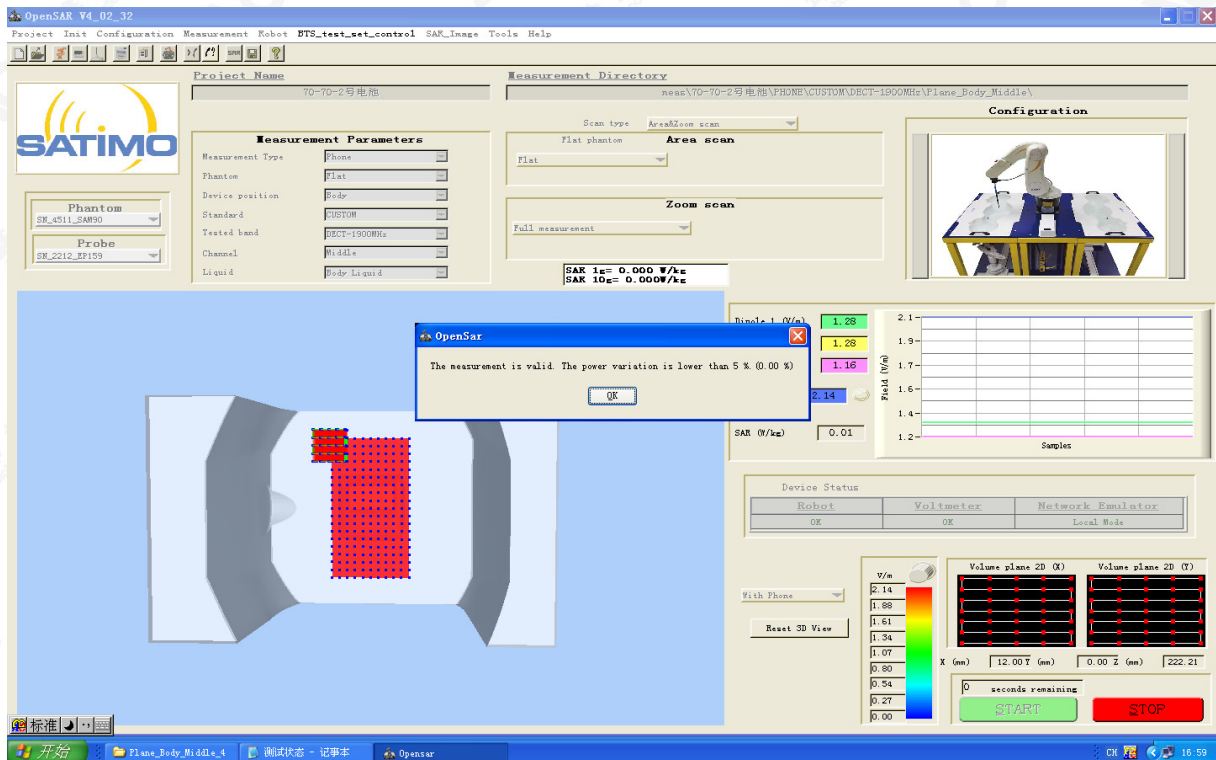 OpenSAR V4_02_32
Project Init Configuration Measurement Robot BTS_test_set_control SAR_Image Tools Help
Project Name
70-70-2号电池
Measurement Directory
meas\70-70-2号电池\PHONE\CUSTOM\DECT-1900MHz\Plane_Body_Middle\
SATIMO
Phantom
SN_4511_SAM90
Probe
SN_2212_EP159
Measurement Parameters
Measurement Type Phone
Phantom Flat
Device position Body
Standard CUSTOM
Tested band DECT-1900MHz
Channel Middle
Liquid Body Liquid
Scan type Area&Zoom scan
Flat phantom Area scan
Flat
Zoom scan
Full measurement
SAR 1g= 0.000 W/kg
SAR 10g= 0.000W/kg
Configuration
OpenSar
The measurement is valid. The power variation is lower than 5 %. (0.00 %)
OK
1.28
1.28
1.16
2.14
SAR (W/kg) 0.01
Field (V/m)
2.1
1.9
1.7
1.6
1.4
1.2
Samples
Device Status
Robot Voltmeter Network Emulator
OK OK Local Mode
With Phone
Reset 3D View
V/m
2.14
1.88
1.61
1.34
1.07
0.80
0.54
0.27
0.00
Volume plane 2D (X) Volume plane 2D (Y)
X (mm) 12.00 Y (mm) 0.00 Z (mm) 222.21
0 seconds remaining
START STOP
标准
开始 Plane_Body_Middle_4 测试状态 - 记事本 Opensar CH 16:59